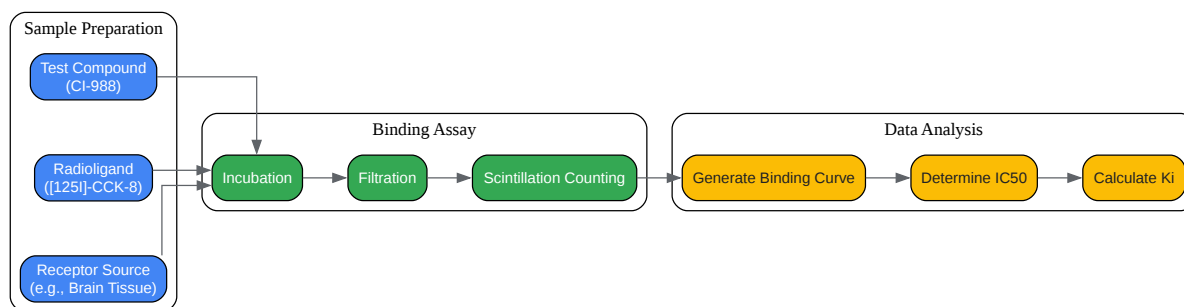 Sample Preparation
Test Compound
(CI-988)
Radioligand
([125I]-CCK-8)
Receptor Source
(e.g., Brain Tissue)
Binding Assay
Incubation
Filtration
Scintillation Counting
Data Analysis
Generate Binding Curve
Determine IC50
Calculate Ki